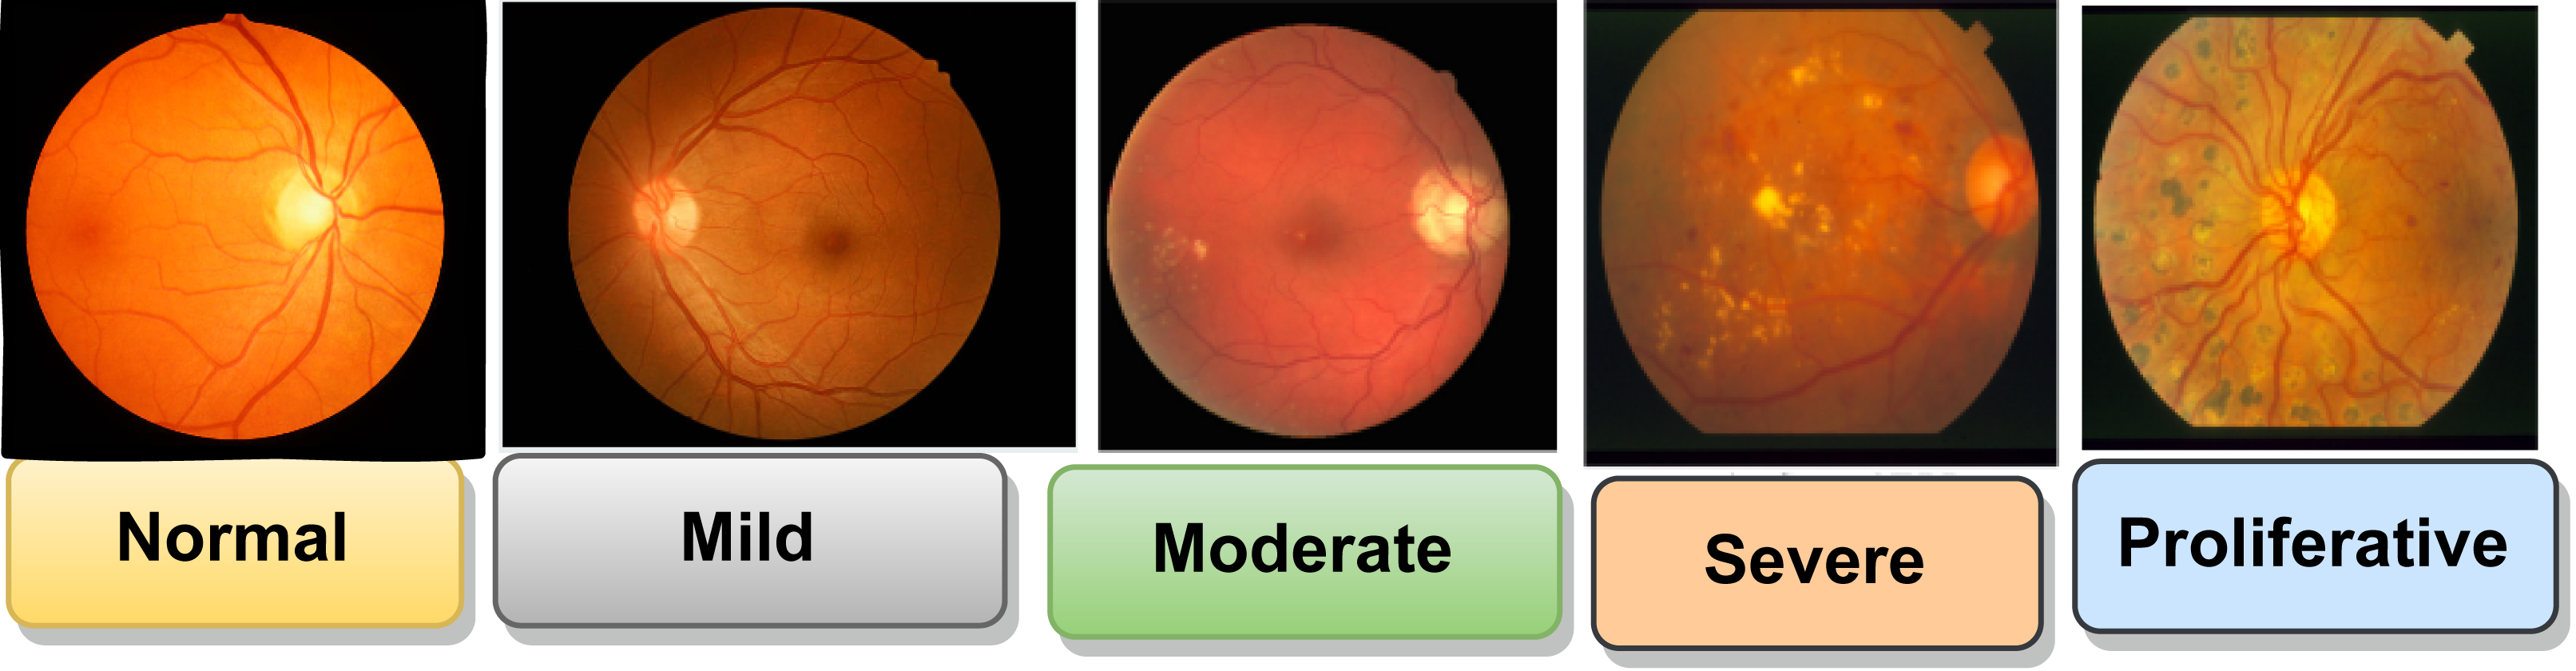 Normal
Mild
Moderate
Severe
Proliferative